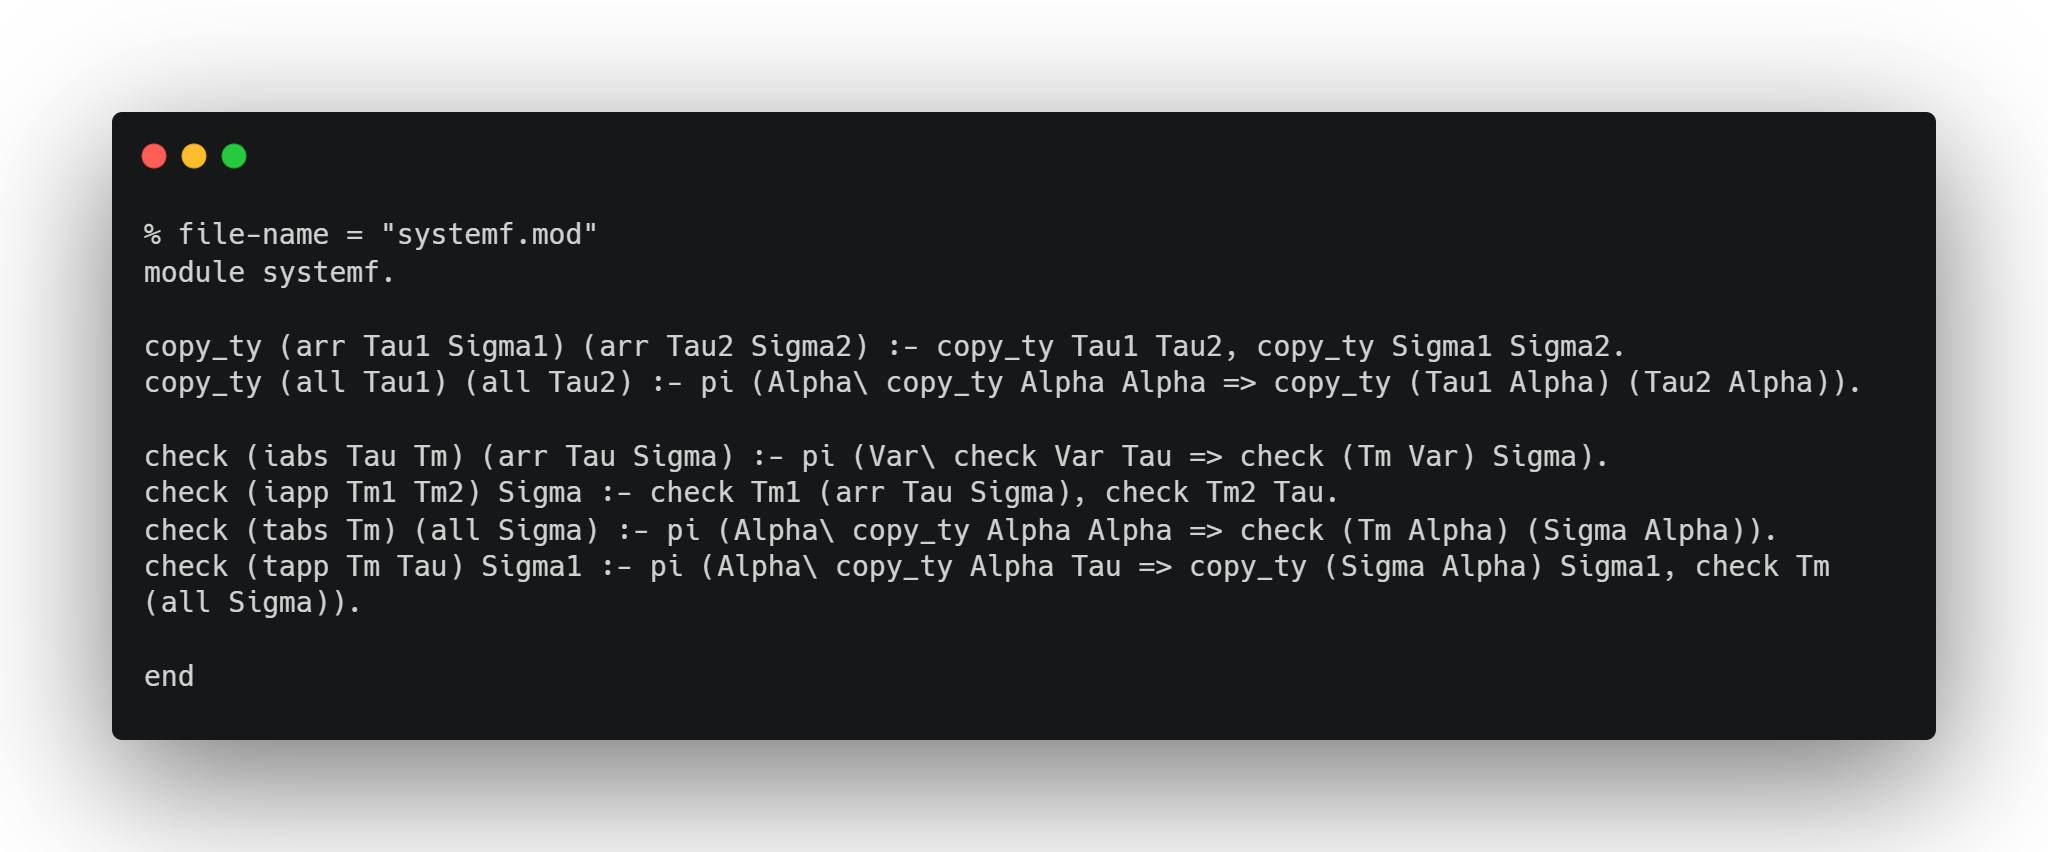 % file-name = "systemf.mod"
module systemf.

copy_ty (arr Tau1 Sigma1) (arr Tau2 Sigma2) :- copy_ty Tau1 Tau2, copy_ty Sigma1 Sigma2.
copy_ty (all Tau1) (all Tau2) :- pi (Alpha\ copy_ty Alpha Alpha => copy_ty (Tau1 Alpha) (Tau2 Alpha)).

check (iabs Tau Tm) (arr Tau Sigma) :- pi (Var\ check Var Tau => check (Tm Var) Sigma).
check (iapp Tm1 Tm2) Sigma :- check Tm1 (arr Tau Sigma), check Tm2 Tau.
check (tabs Tm) (all Sigma) :- pi (Alpha\ copy_ty Alpha Alpha => check (Tm Alpha) (Sigma Alpha)).
check (tapp Tm Tau) Sigma1 :- pi (Alpha\ copy_ty Alpha Tau => copy_ty (Sigma Alpha) Sigma1, check Tm
(all Sigma)).

end